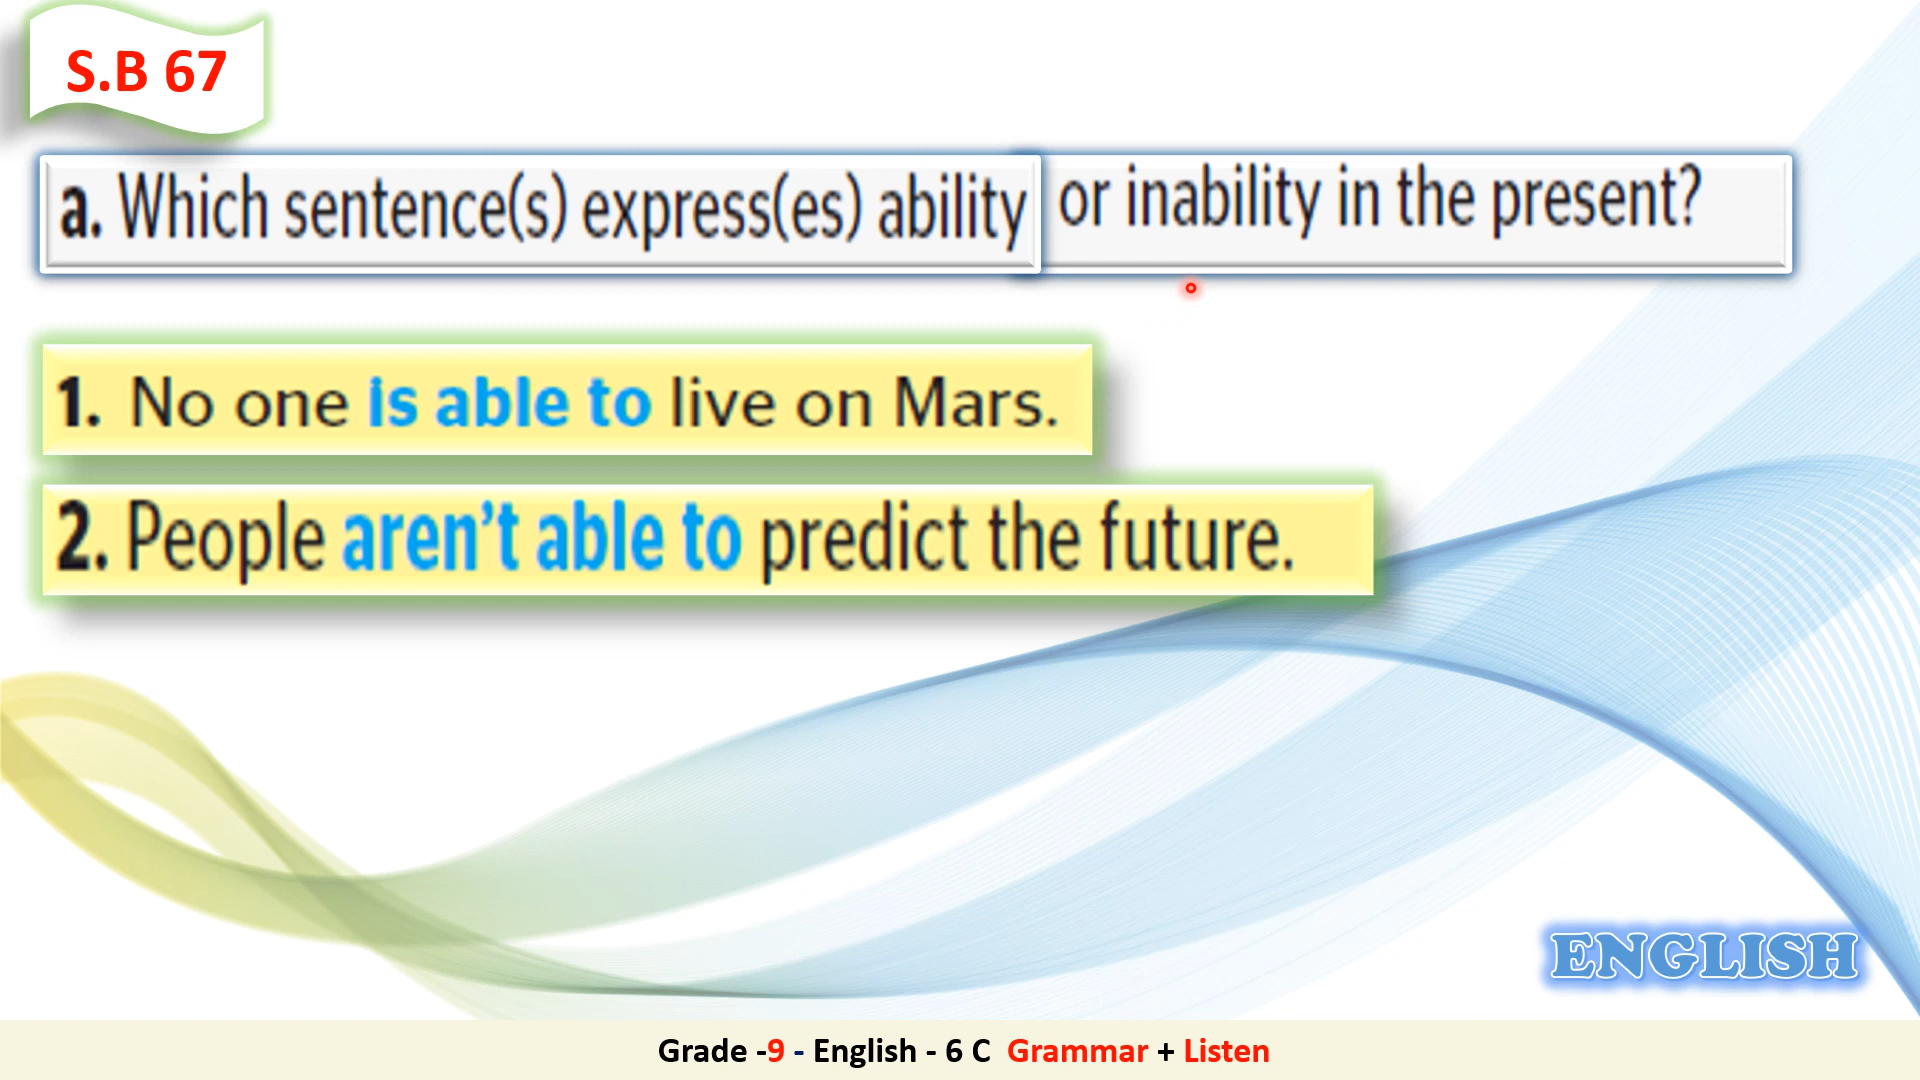 S.B 67
a. Which sentence(s) express(es) ability or inability in the present?
1. No one is able to live on Mars.
2. People aren’t able to predict the future.
ENGLISH
Grade -9 - English - 6 C Grammar + Listen